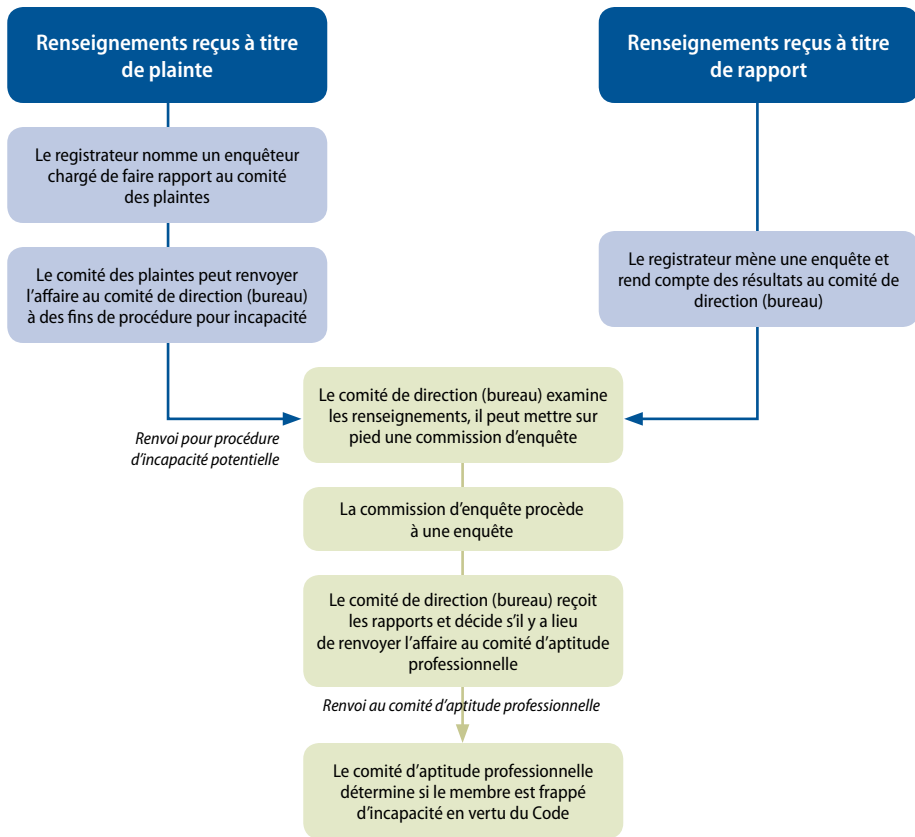 Renseignements reçus à titre
de plainte
Renseignements reçus à titre
de rapport
Le registrateur nomme un enquêteur
chargé de faire rapport au comité
des plaintes
Le comité des plaintes peut renvoyer
l'affaire au comité de direction (bureau)
à des fins de procédure pour incapacité
Le registrateur mène une enquête et
rend compte des résultats au comité de
direction (bureau)
Renvoi pour procédure
d'incapacité potentielle
Le comité de direction (bureau) examine
les renseignements, il peut mettre sur
pied une commission d'enquête
La commission d'enquête procède
à une enquête
Le comité de direction (bureau) reçoit
les rapports et décide s'il y a lieu
de renvoyer l'affaire au comité d'aptitude
professionnelle
Renvoi au comité d'aptitude professionnelle
Le comité d'aptitude professionnelle
détermine si le membre est frappé
d'incapacité en vertu du Code